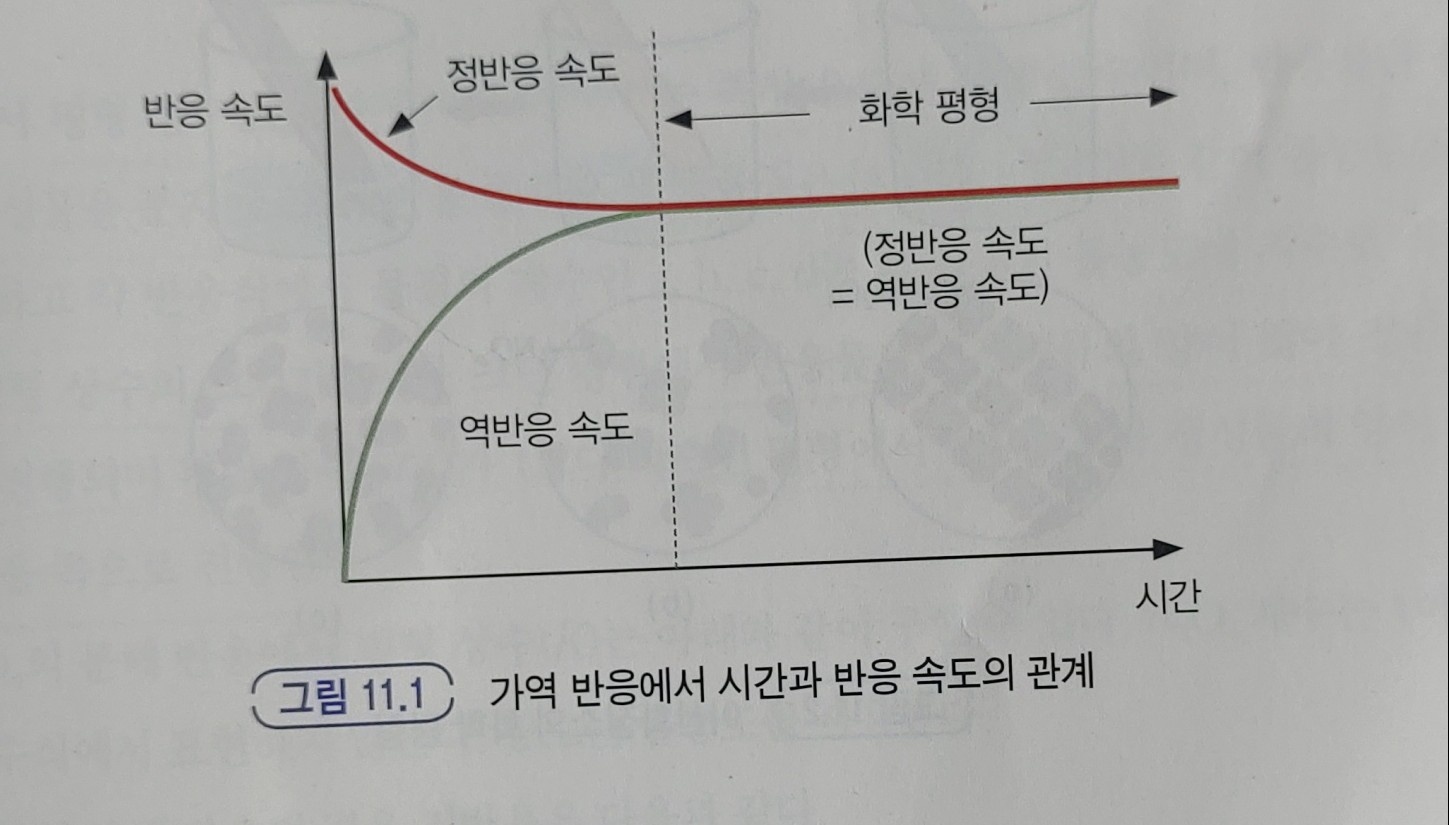 정반응 속도
반응 속도
화학 평형
(정반응 속도
= 역반응 속도)
역반응 속도
시간
그림 11.1 가역 반응에서 시간과 반응 속도의 관계